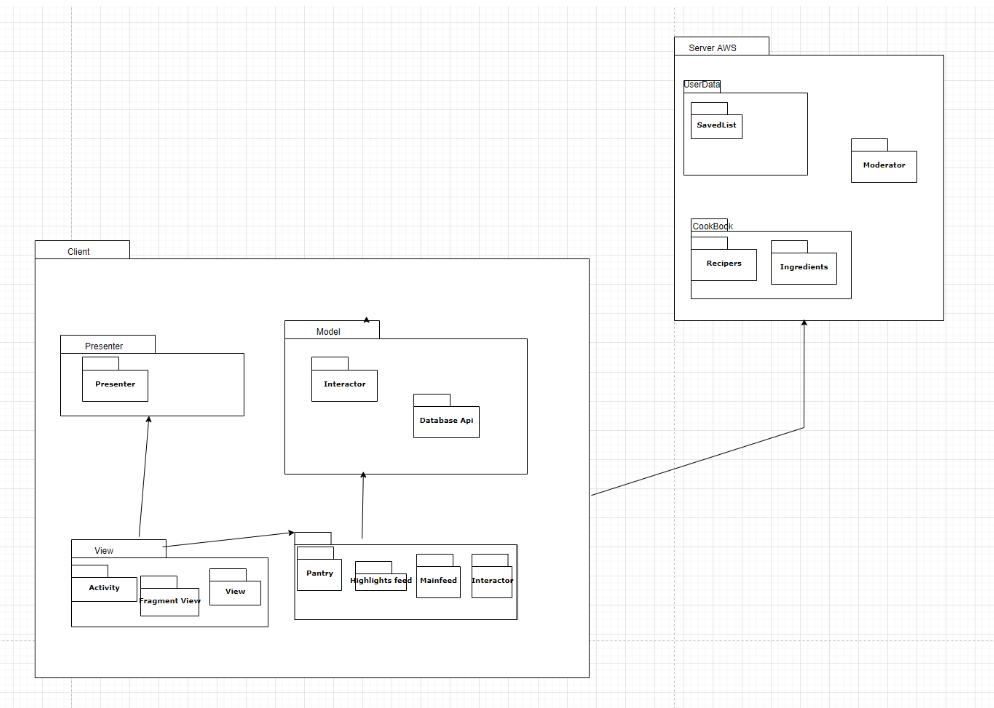 Server AWS
UserData
SavedList
Moderator
CookBook
Recipers
Ingredients
Client
Model
Presenter
Presenter
Interactor
Database Api
View
Activity
Fragment View
View
Pantry
Highlights feed
Mainfeed
Interactor